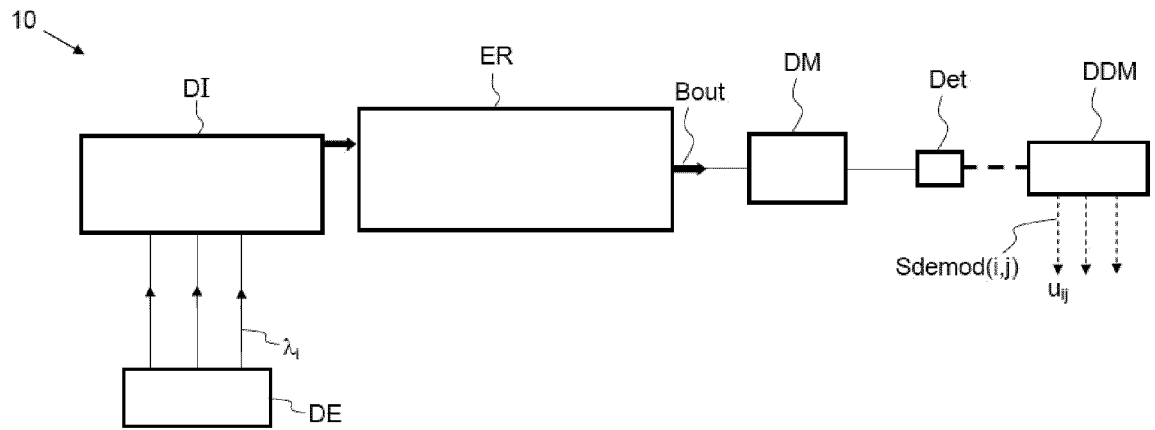 10
DI
ER
Bout
DM
Det
DDM
Sdemod(i,j)
uij
λi
DE